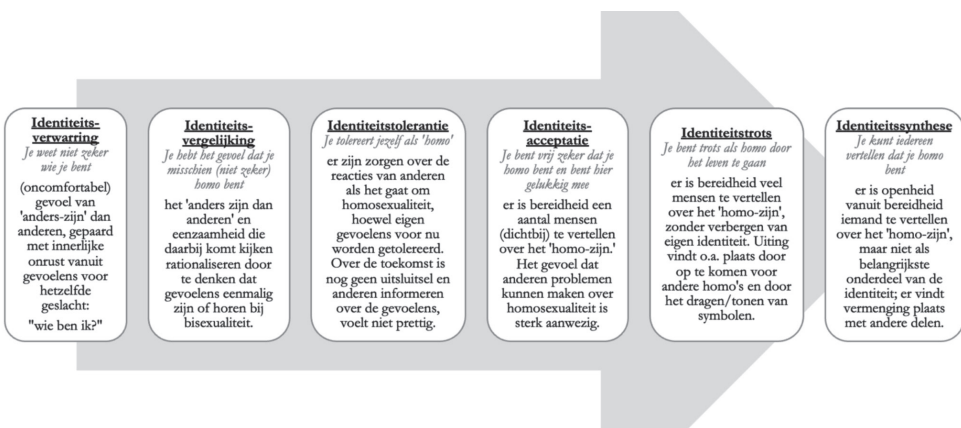 Identiteits-
verwarring
Je weet niet zeker
wie je bent
(oncomfortabel)
gevoel van
'anders-zijn' dan
anderen, gepaard
met innerlijke
onrust vanuit
gevoelens voor
hetzelfde
geslacht:
"wie ben ik?"
Identiteits-
vergelijking
Je hebt het gevoel dat je
misschien (niet zeker)
homo bent
het 'anders zijn dan
anderen' en
eenzaamheid die
daarbij komt kijken
rationaliseren door
te denken dat
gevoelens eenmalig
zijn of horen bij
bisexualiteit.
Identiteitstolerantie
Je tolereert jezelf als 'homo'
er zijn zorgen over de
reacties van anderen
als het gaat om
homosexualiteit,
hoewel eigen
gevoelens voor nu
worden getolereerd.
Over de toekomst is
nog geen uitsluitsel en
anderen informeren
over de gevoelens,
voelt niet prettig.
Identiteits-
acceptatie
Je bent vrij zeker dat je
homo bent en bent hier
gelukkig mee
er is bereidheid een
aantal mensen
(dichtbij) te vertellen
over het 'homo-zijn.'
Het gevoel dat
anderen problemen
kunnen maken over
homosexualiteit is
sterk aanwezig.
Identiteitstrots
Je bent trots als homo door
het leven te gaan
er is bereidheid veel
mensen te vertellen
over het 'homo-zijn',
zonder verbergen van
eigen identiteit. Uiting
vindt o.a. plaats door
op te komen voor
andere homo's en door
het dragen/tonen van
symbolen.
Identiteitssynthese
Je kunt iedereen
vertellen dat je homo
bent
er is openheid
vanuit bereidheid
iemand te vertellen
over het 'homo-zijn',
maar niet als
belangrijkste
onderdeel van de
identiteit; er vindt
vermenging plaats
met andere delen.